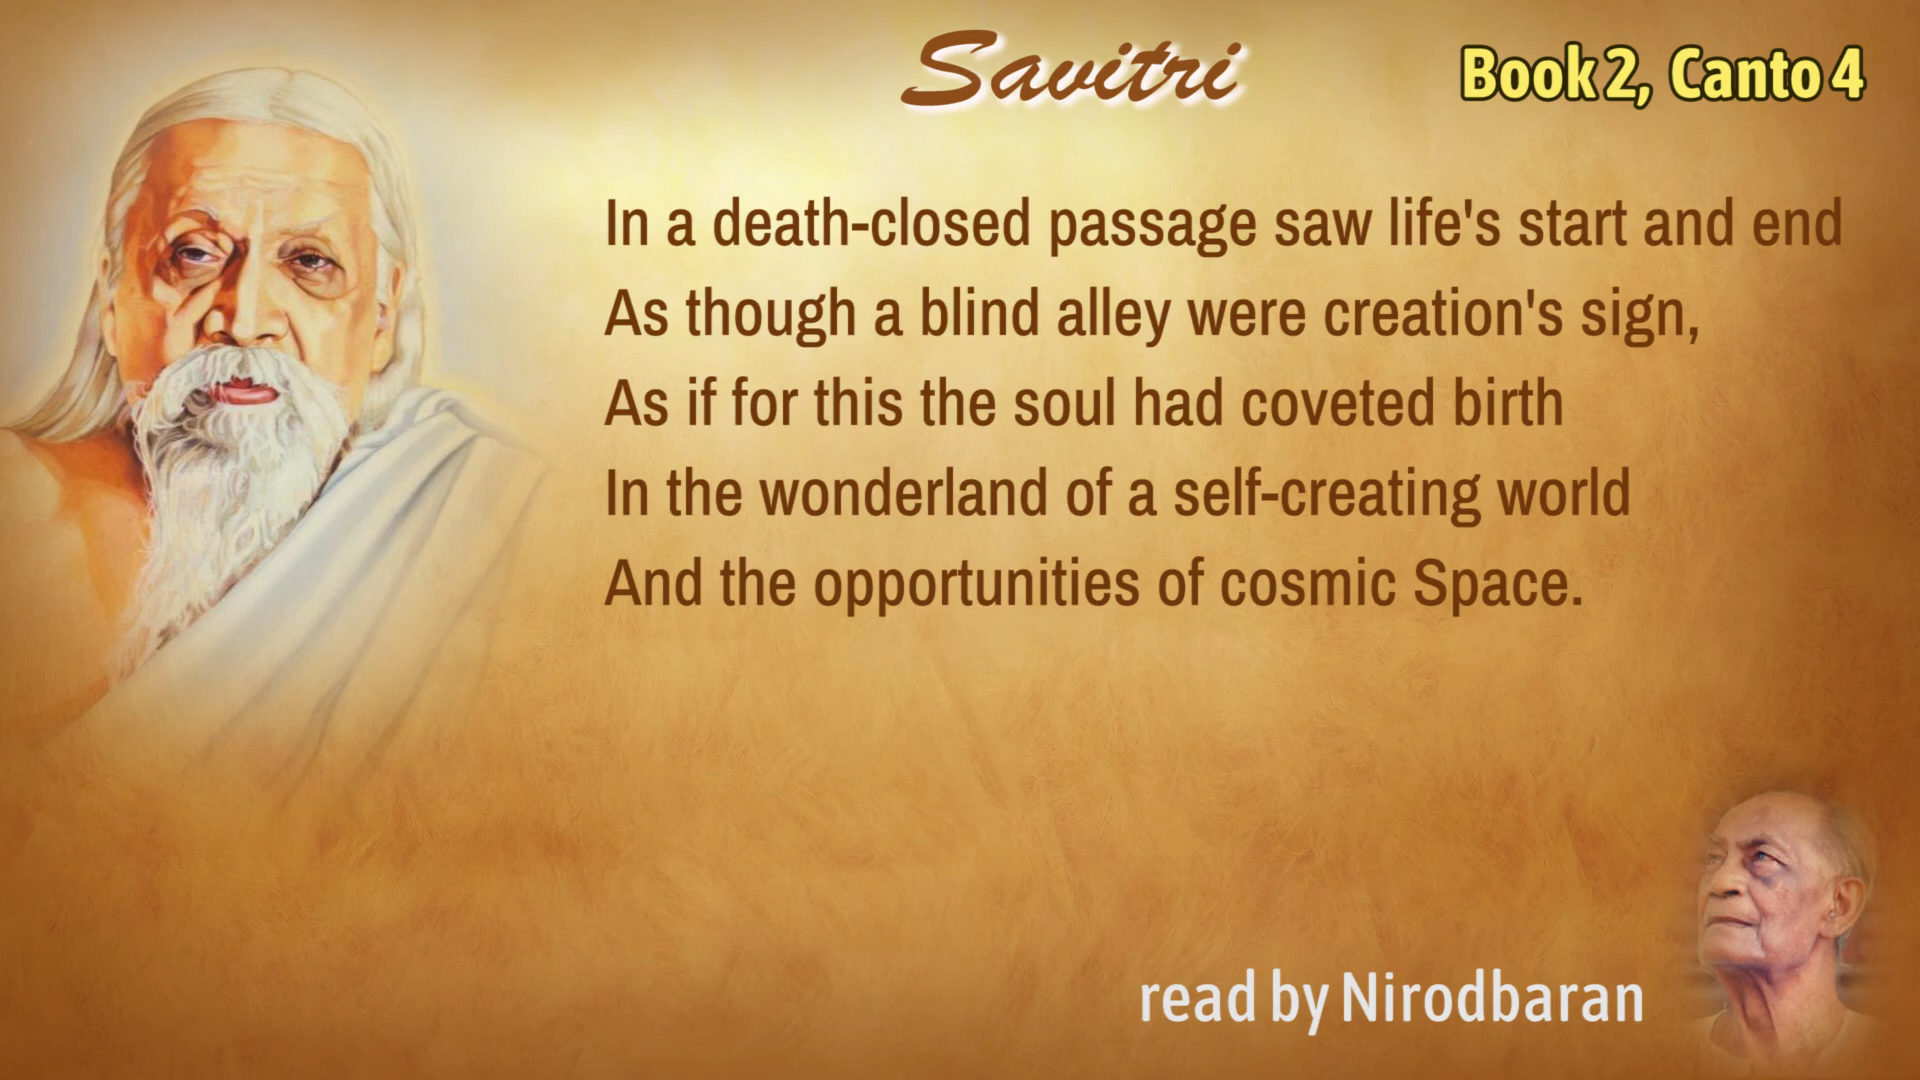 Savitri
Book 2, Canto 4
In a death-closed passage saw life's start and end
As though a blind alley were creation's sign,
As if for this the soul had coveted birth
In the wonderland of a self-creating world
And the opportunities of cosmic Space.
read by Nirodbaran